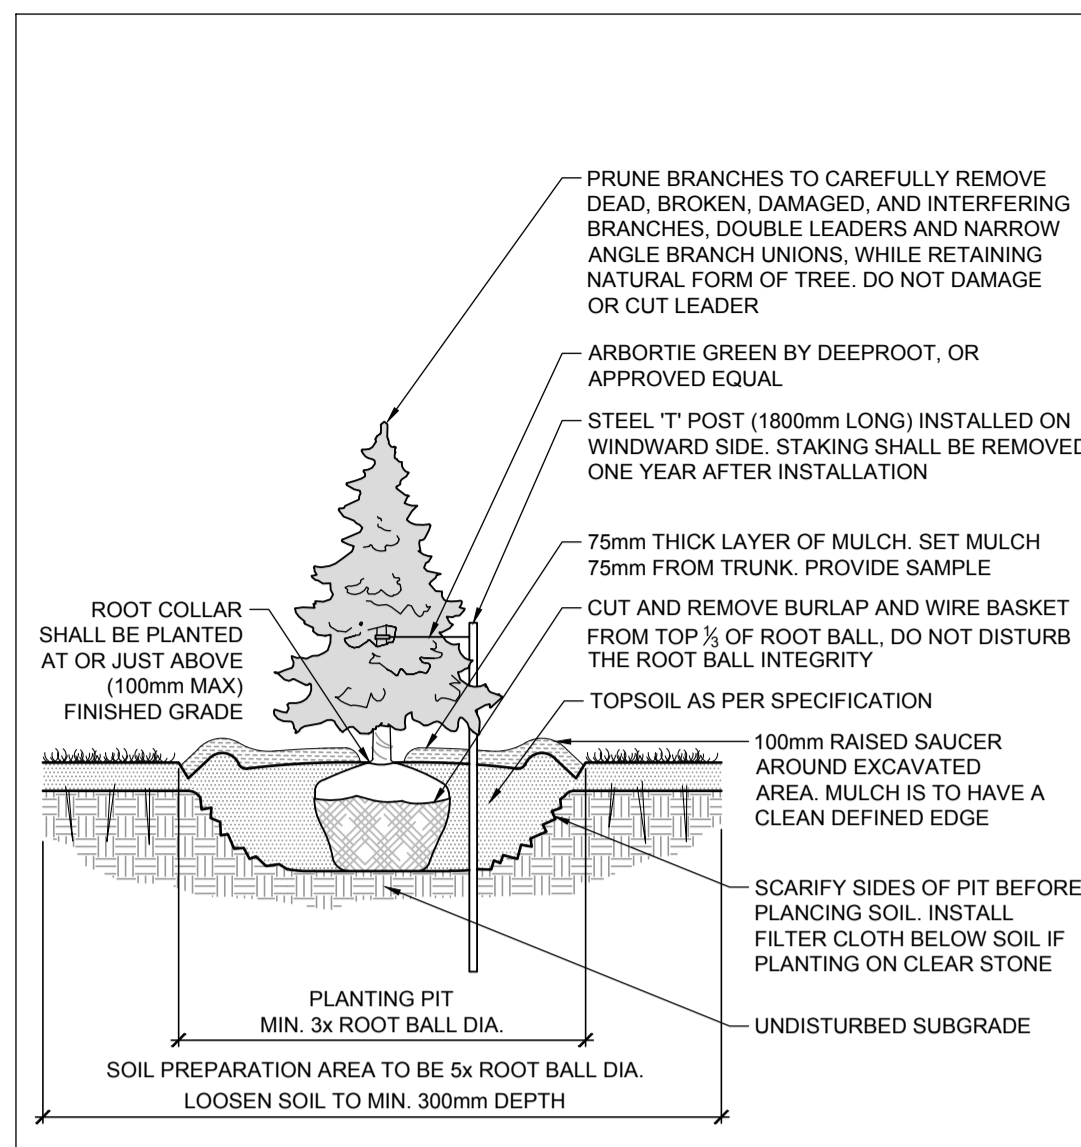 PRUNE BRANCHES TO CAREFULLY REMOVE
DEAD, BROKEN, DAMAGED, AND INTERFERING
BRANCHES, DOUBLE LEADERS AND NARROW
ANGLE BRANCH UNIONS, WHILE RETAINING
NATURAL FORM OF TREE. DO NOT DAMAGE
OR CUT LEADER
ARBORTIE GREEN BY DEEPROOT, OR
APPROVED EQUAL
STEEL 'T' POST (1800mm LONG) INSTALLED ON
WINDWARD SIDE. STAKING SHALL BE REMOVED
ONE YEAR AFTER INSTALLATION
75mm THICK LAYER OF MULCH. SET MULCH
75mm FROM TRUNK. PROVIDE SAMPLE
CUT AND REMOVE BURLAP AND WIRE BASKET
FROM TOP ⅓ OF ROOT BALL, DO NOT DISTURB
THE ROOT BALL INTEGRITY
ROOT COLLAR
SHALL BE PLANTED
AT OR JUST ABOVE
(100mm MAX)
FINISHED GRADE
TOPSOIL AS PER SPECIFICATION
100mm RAISED SAUCER
AROUND EXCAVATED
AREA. MULCH IS TO HAVE A
CLEAN DEFINED EDGE
SCARIFY SIDES OF PIT BEFORE
PLANCING SOIL. INSTALL
FILTER CLOTH BELOW SOIL IF
PLANTING ON CLEAR STONE
UNDISTURBED SUBGRADE
PLANTING PIT
MIN. 3x ROOT BALL DIA.
SOIL PREPARATION AREA TO BE 5x ROOT BALL DIA.
LOOSEN SOIL TO MIN. 300mm DEPTH